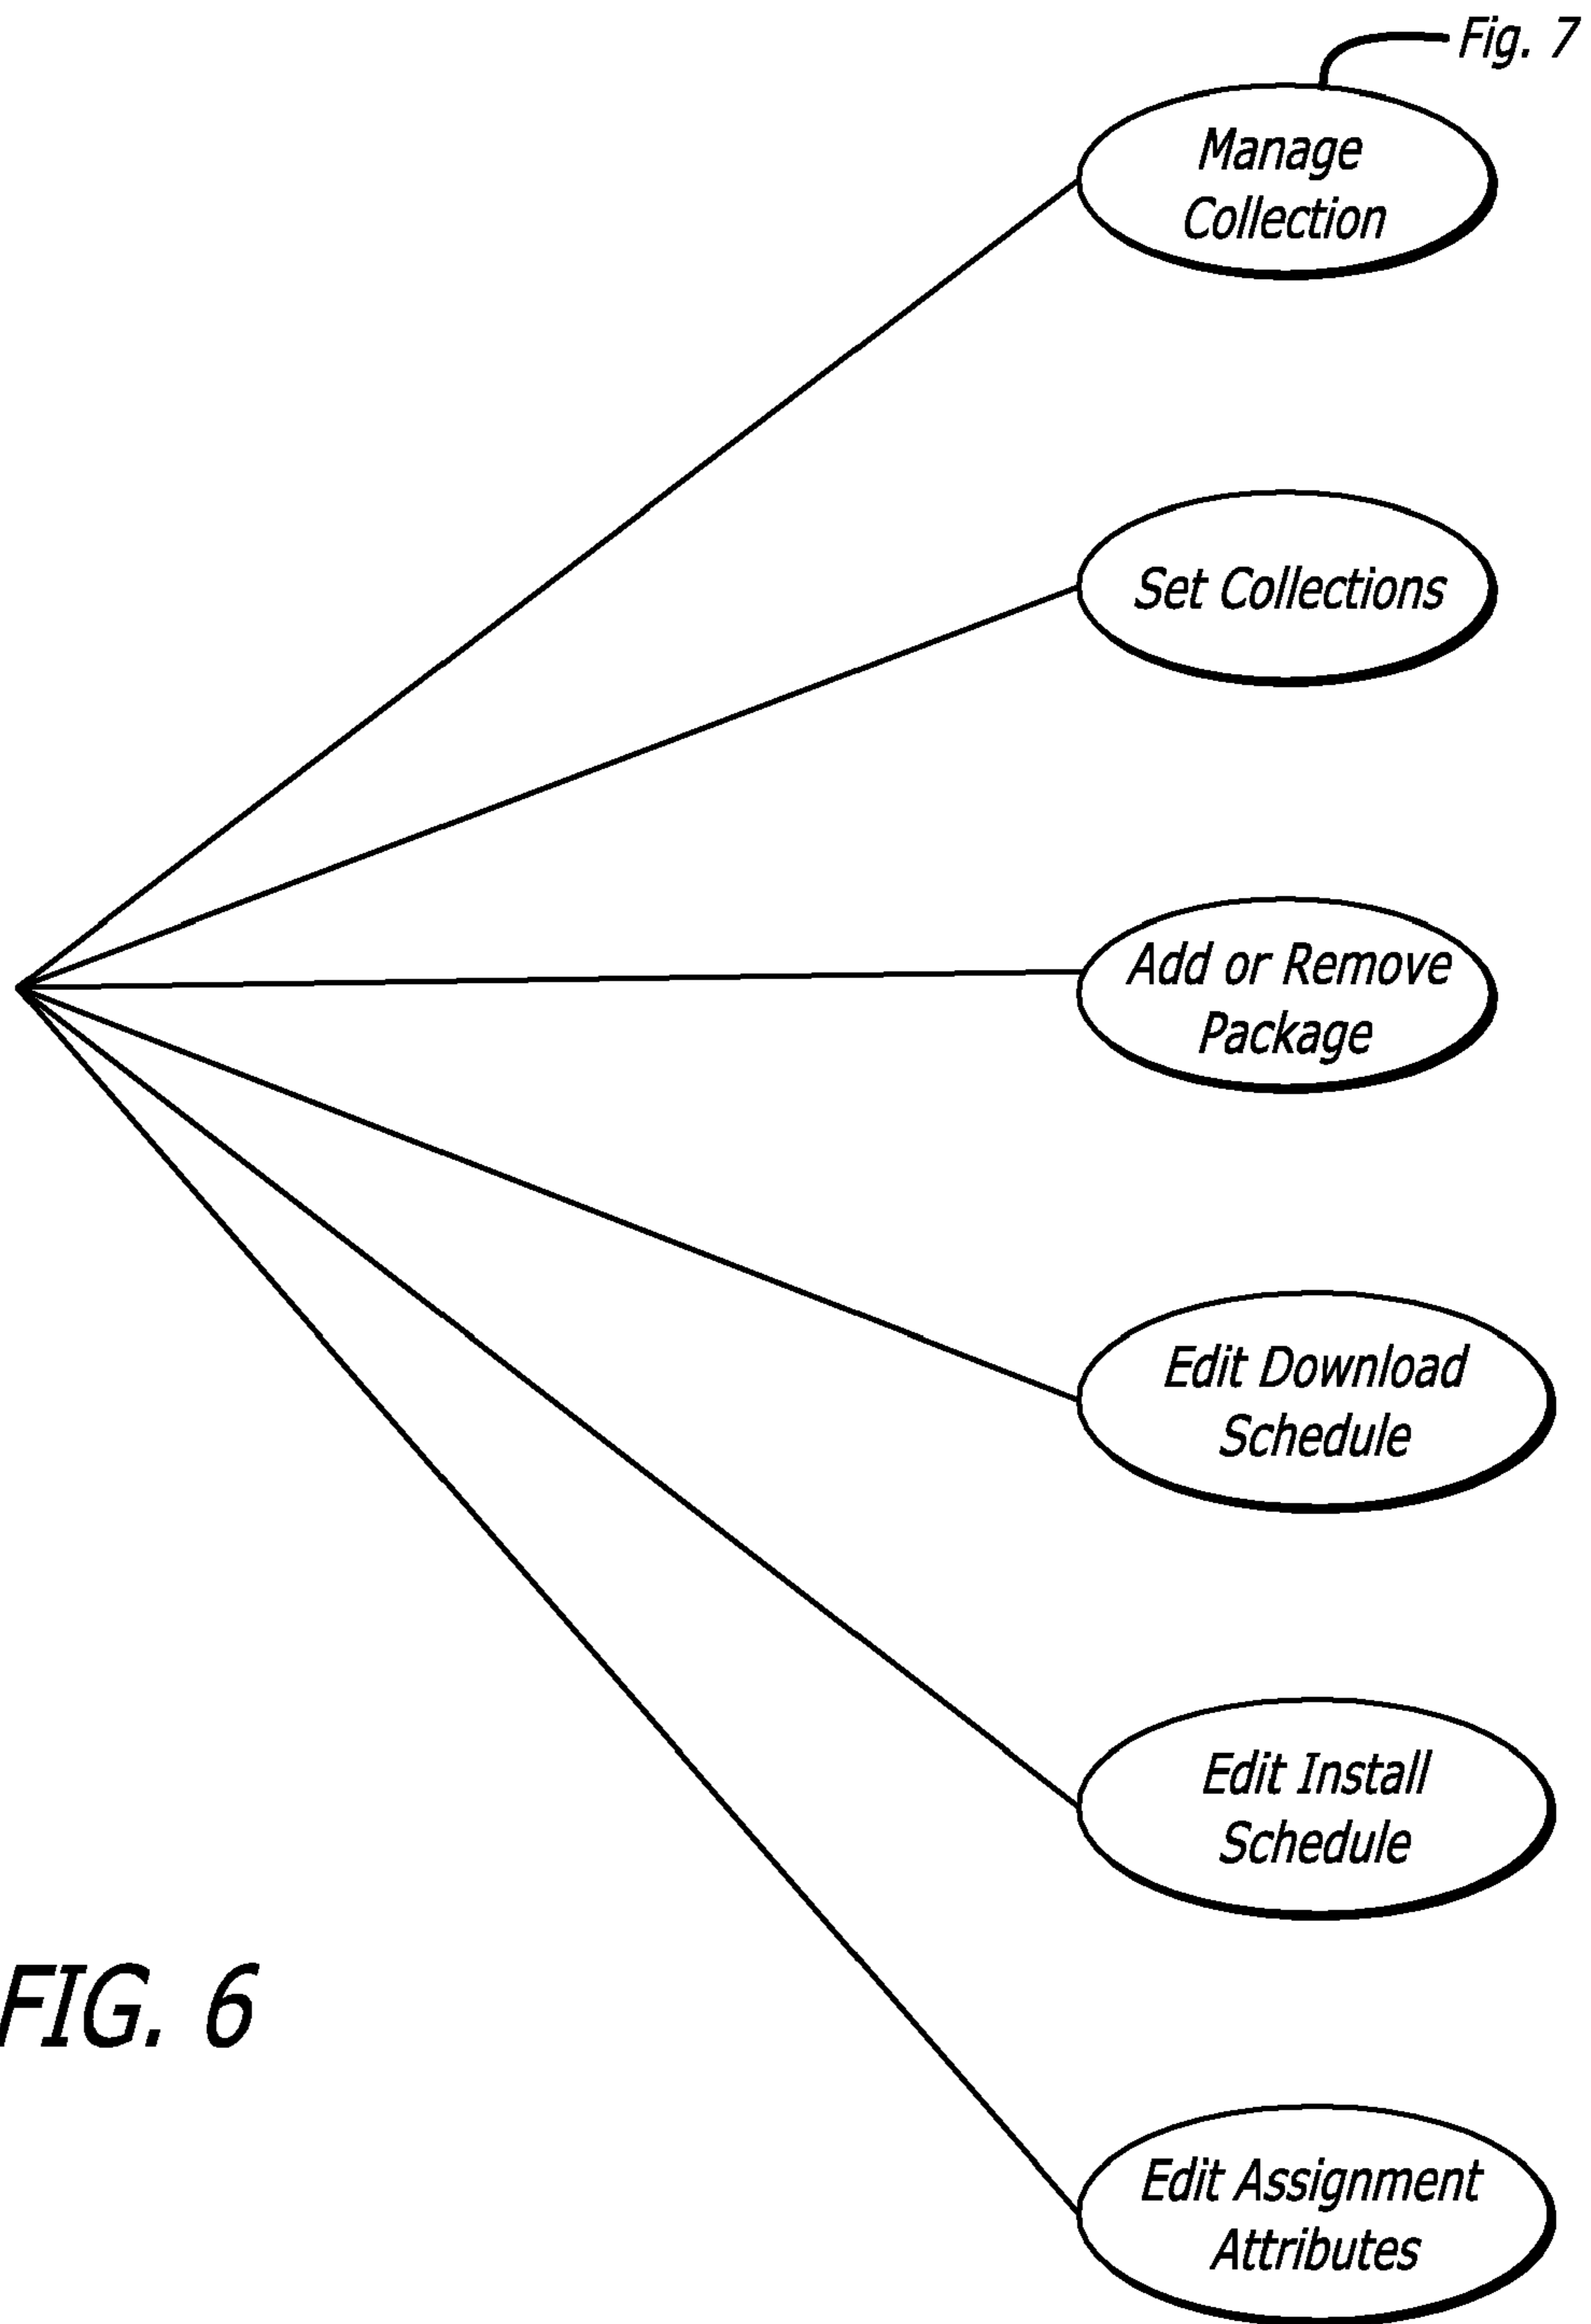 Fig. 7
Manage
Collection
Set Collections
Add or Remove
Package
Edit Download
Schedule
Edit Install
Schedule
FIG. 6
Edit Assignment
Attributes